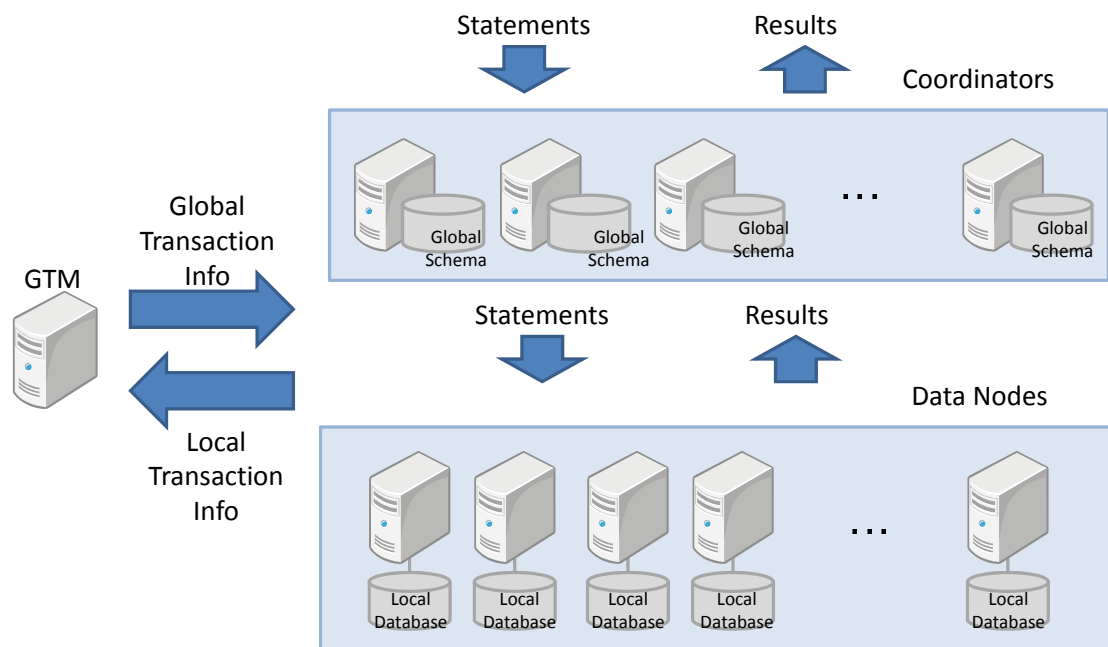 Statements
Results
Coordinators
Global
Schema
Global
Schema
Global
Schema
...
Global
Schema
Global
Transaction
Info
GTM
Statements
Results
Local
Transaction
Info
Data Nodes
...
Local
Database
Local
Database
Local
Database
Local
Database
Local
Database